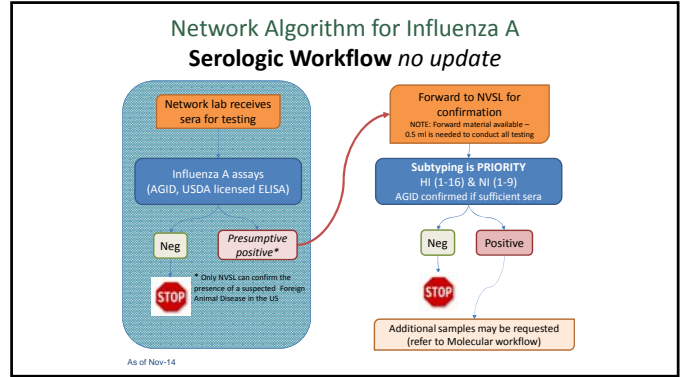 Network Algorithm for Influenza A
Serologic Workflow no update
Network lab receives
sera for testing
Influenza A assays
(AGID, USDA licensed ELISA)
Neg
Presumptive
positive*
STOP
* Only NVSL can confirm the
presence of a suspected Foreign
Animal Disease in the US
Forward to NVSL for
confirmation
NOTE: Forward material available –
0.5 ml is needed to conduct all testing
Subtyping is PRIORITY
HI (1-16) & NI (1-9)
AGID confirmed if sufficient sera
Neg
Positive
STOP
Additional samples may be requested
(refer to Molecular workflow)
As of Nov-14